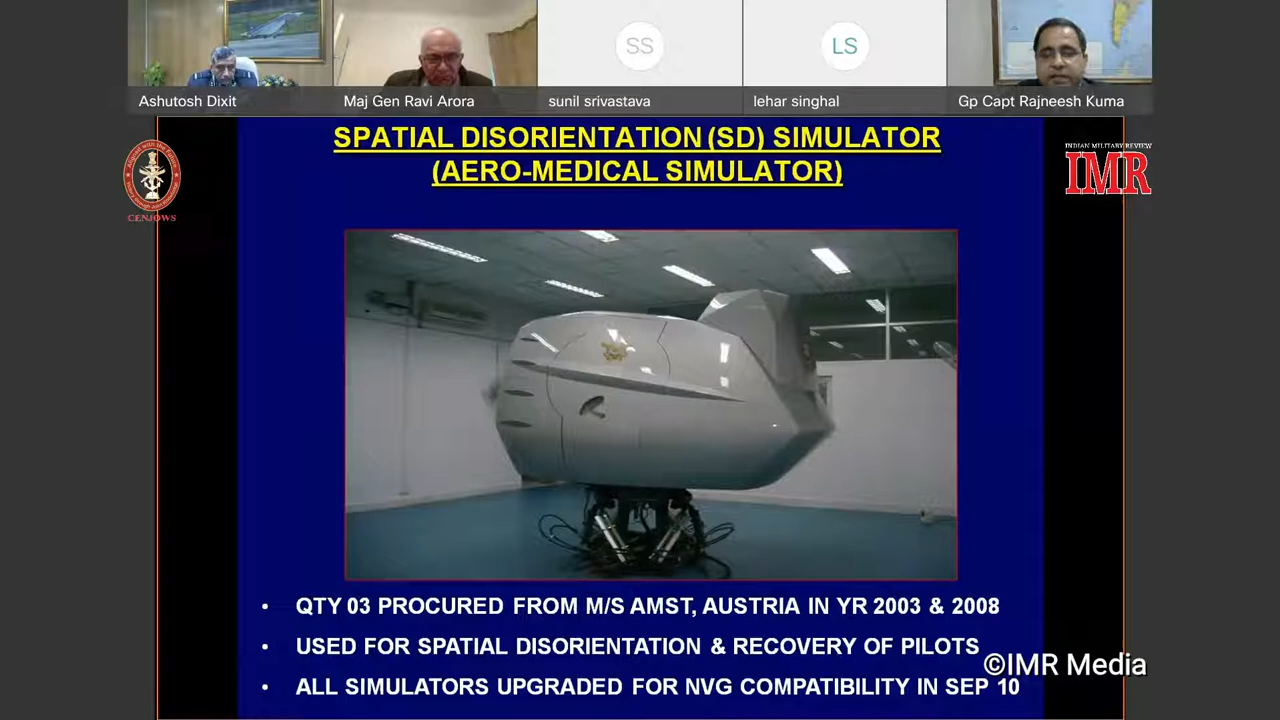 SS
LS
Ashutosh Dixit
Maj Gen Ravi Arora
sunil srivastava
lehar singhal
Gp Capt Rajneesh Kuma
SPATIAL DISORIENTATION (SD) SIMULATOR
(AERO-MEDICAL SIMULATOR)
CENJOWS
INDIAN MILITARY REVIEW
IMR
• QTY 03 PROCURED FROM M/S AMST, AUSTRIA IN YR 2003 & 2008
• USED FOR SPATIAL DISORIENTATION & RECOVERY OF PILOTS
©IMR Media
• ALL SIMULATORS UPGRADED FOR NVG COMPATIBILITY IN SEP 10